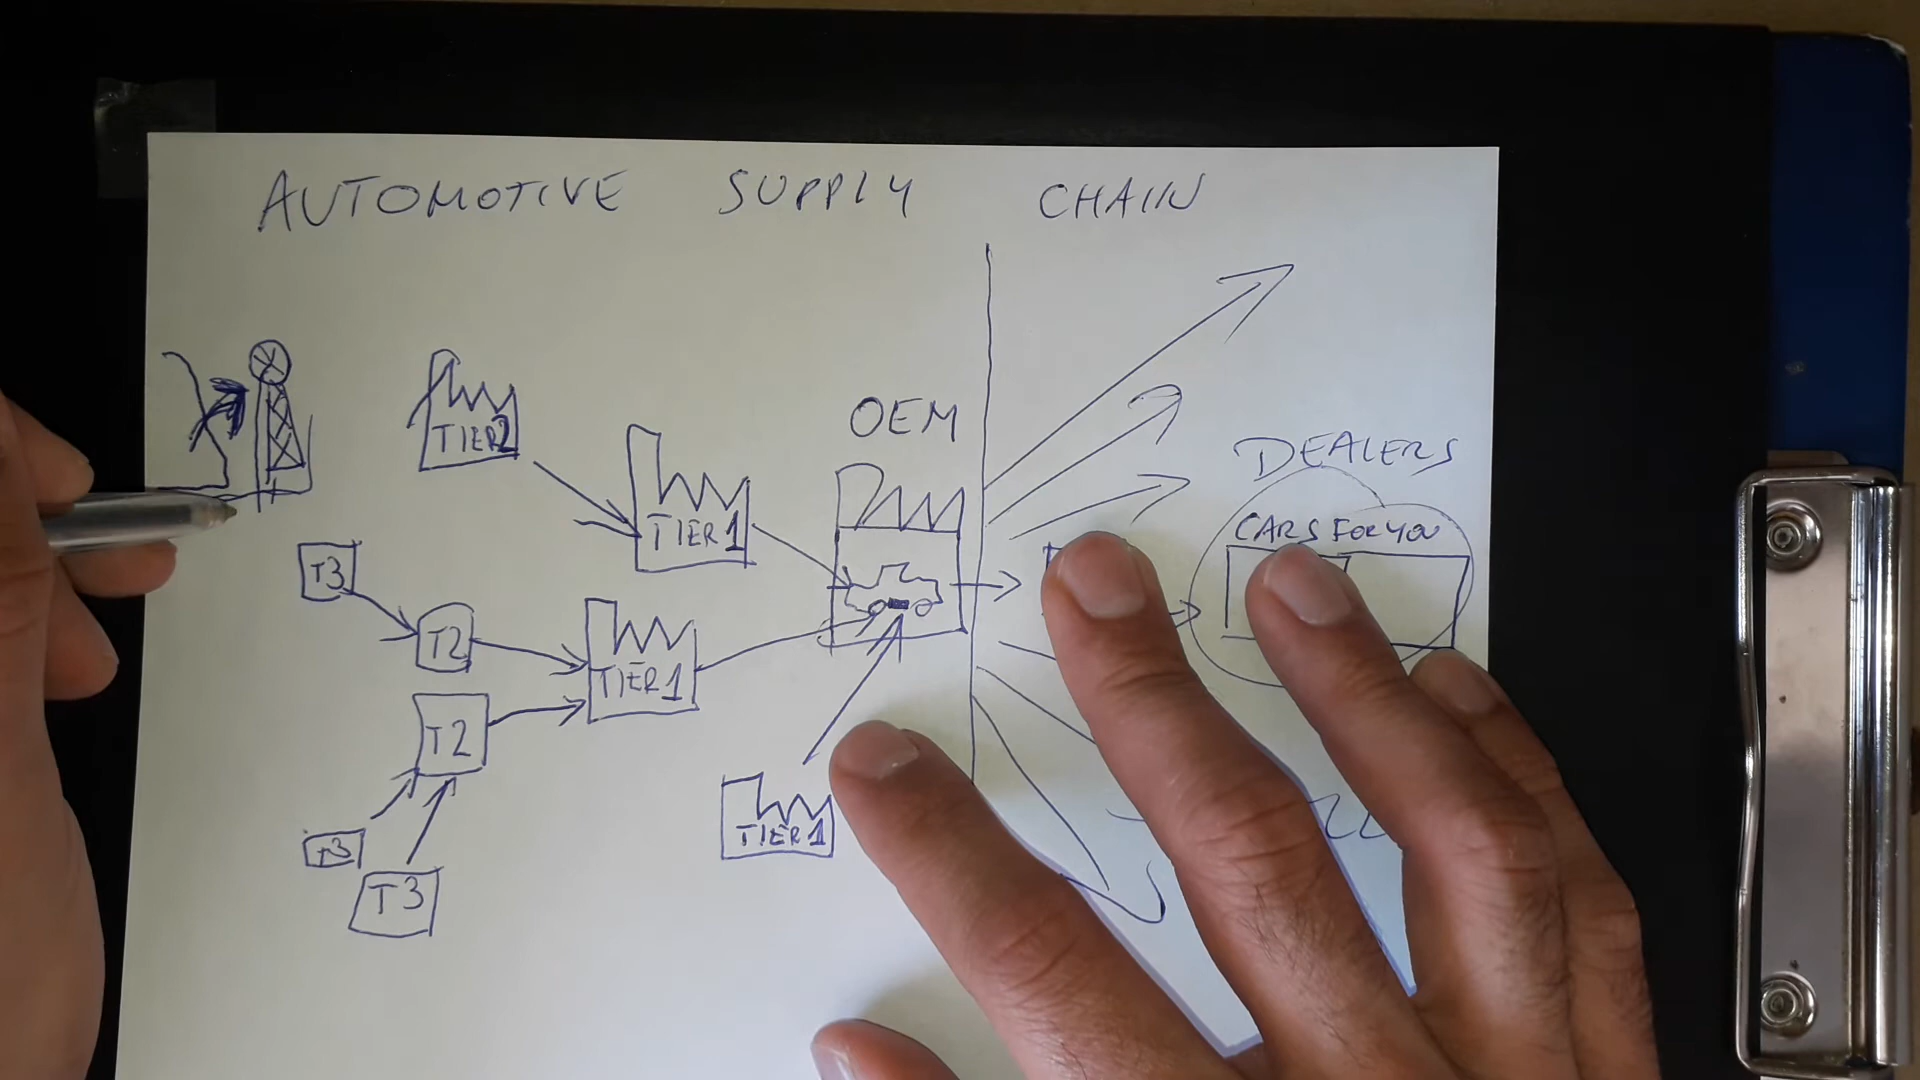 AUTOMOTIVE SUPPLY CHAIN
OEM
TIER2
DEALERS
TIER1
CARS FOR YOU
T3
T2
TIER1
T2
TIER1
T3
T3